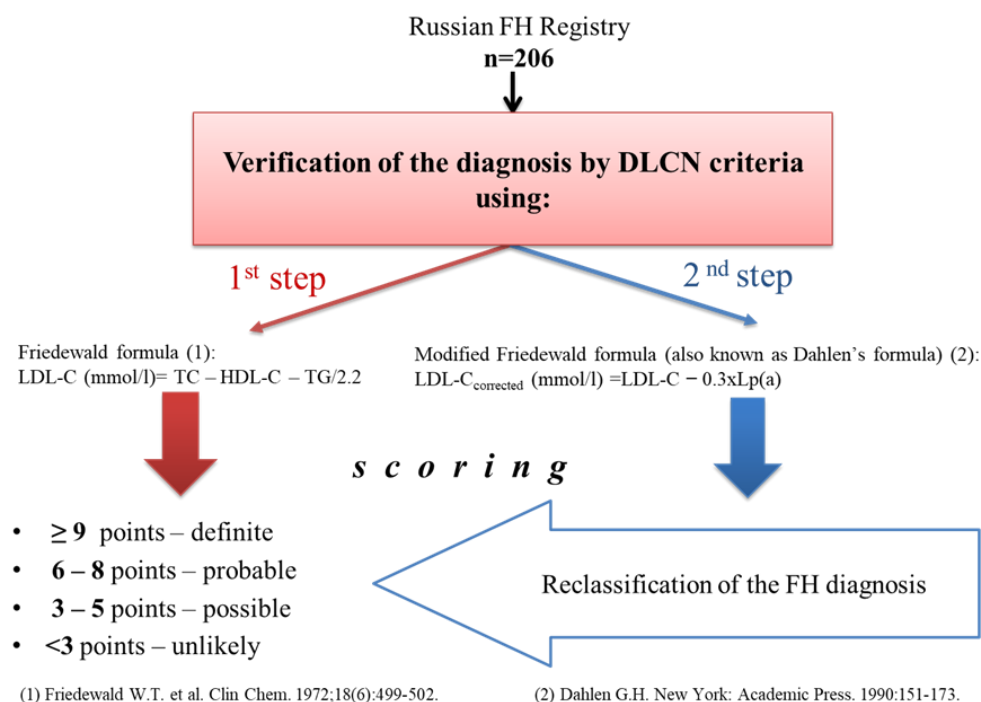 Russian FH Registry
n=206
Verification of the diagnosis by DLCN criteria
using:
1st step
2 nd step
Friedewald formula (1):
LDL-C (mmol/l)= TC – HDL-C – TG/2.2
Modified Friedewald formula (also known as Dahlen's formula) (2):
LDL-Ccorrected (mmol/l) =LDL-C − 0.3xLp(a)
s c o r i n g
• ≥ 9 points – definite
• 6 – 8 points – probable
• 3 – 5 points – possible
• <3 points – unlikely
Reclassification of the FH diagnosis
(1) Friedewald W.T. et al. Clin Chem. 1972;18(6):499-502.
(2) Dahlen G.H. New York: Academic Press. 1990:151-173.